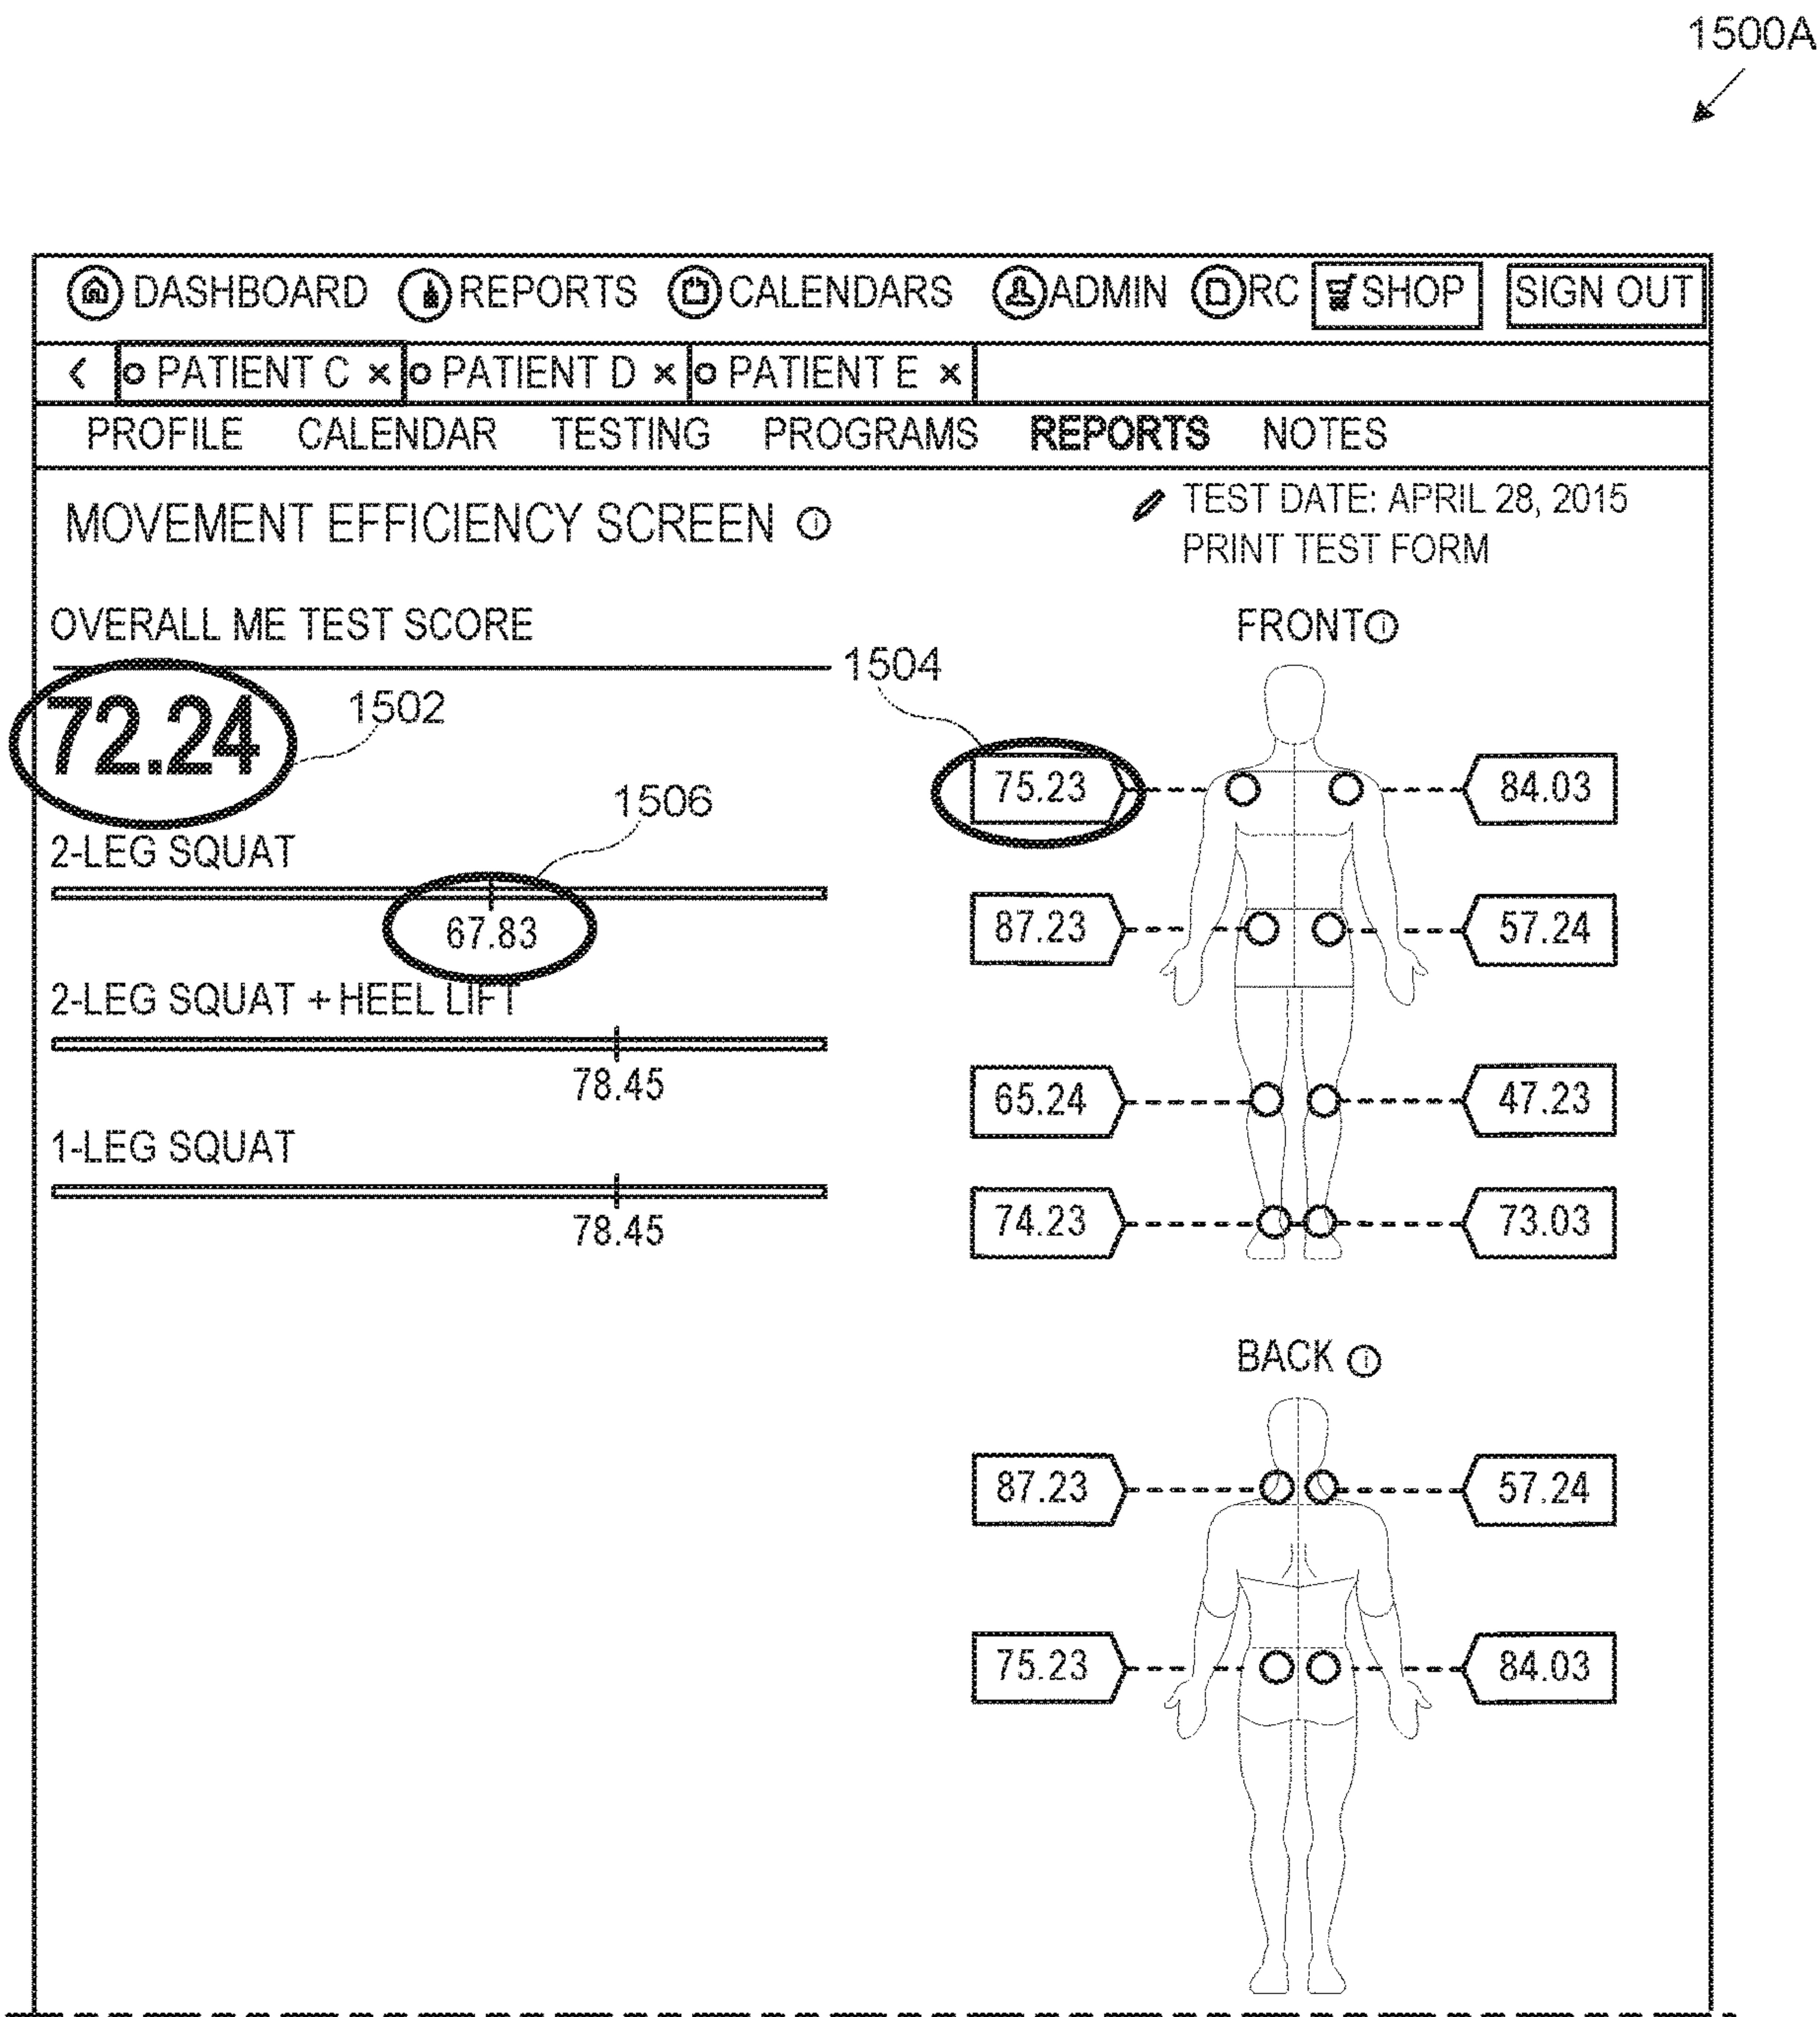 1500A
DASHBOARD REPORTS CALENDARS ADMIN RC SHOP SIGN OUT
< PATIENT C × PATIENT D × PATIENT E ×
PROFILE CALENDAR TESTING PROGRAMS REPORTS NOTES
MOVEMENT EFFICIENCY SCREEN i
TEST DATE: APRIL 28, 2015
PRINT TEST FORM
OVERALL ME TEST SCORE
72.24
1502
2-LEG SQUAT
1506
67.83
2-LEG SQUAT + HEEL LIFT
78.45
1-LEG SQUAT
78.45
FRONT i
1504
75.23 84.03
87.23 57.24
65.24 47.23
74.23 73.03
BACK i
87.23 57.24
75.23 84.03